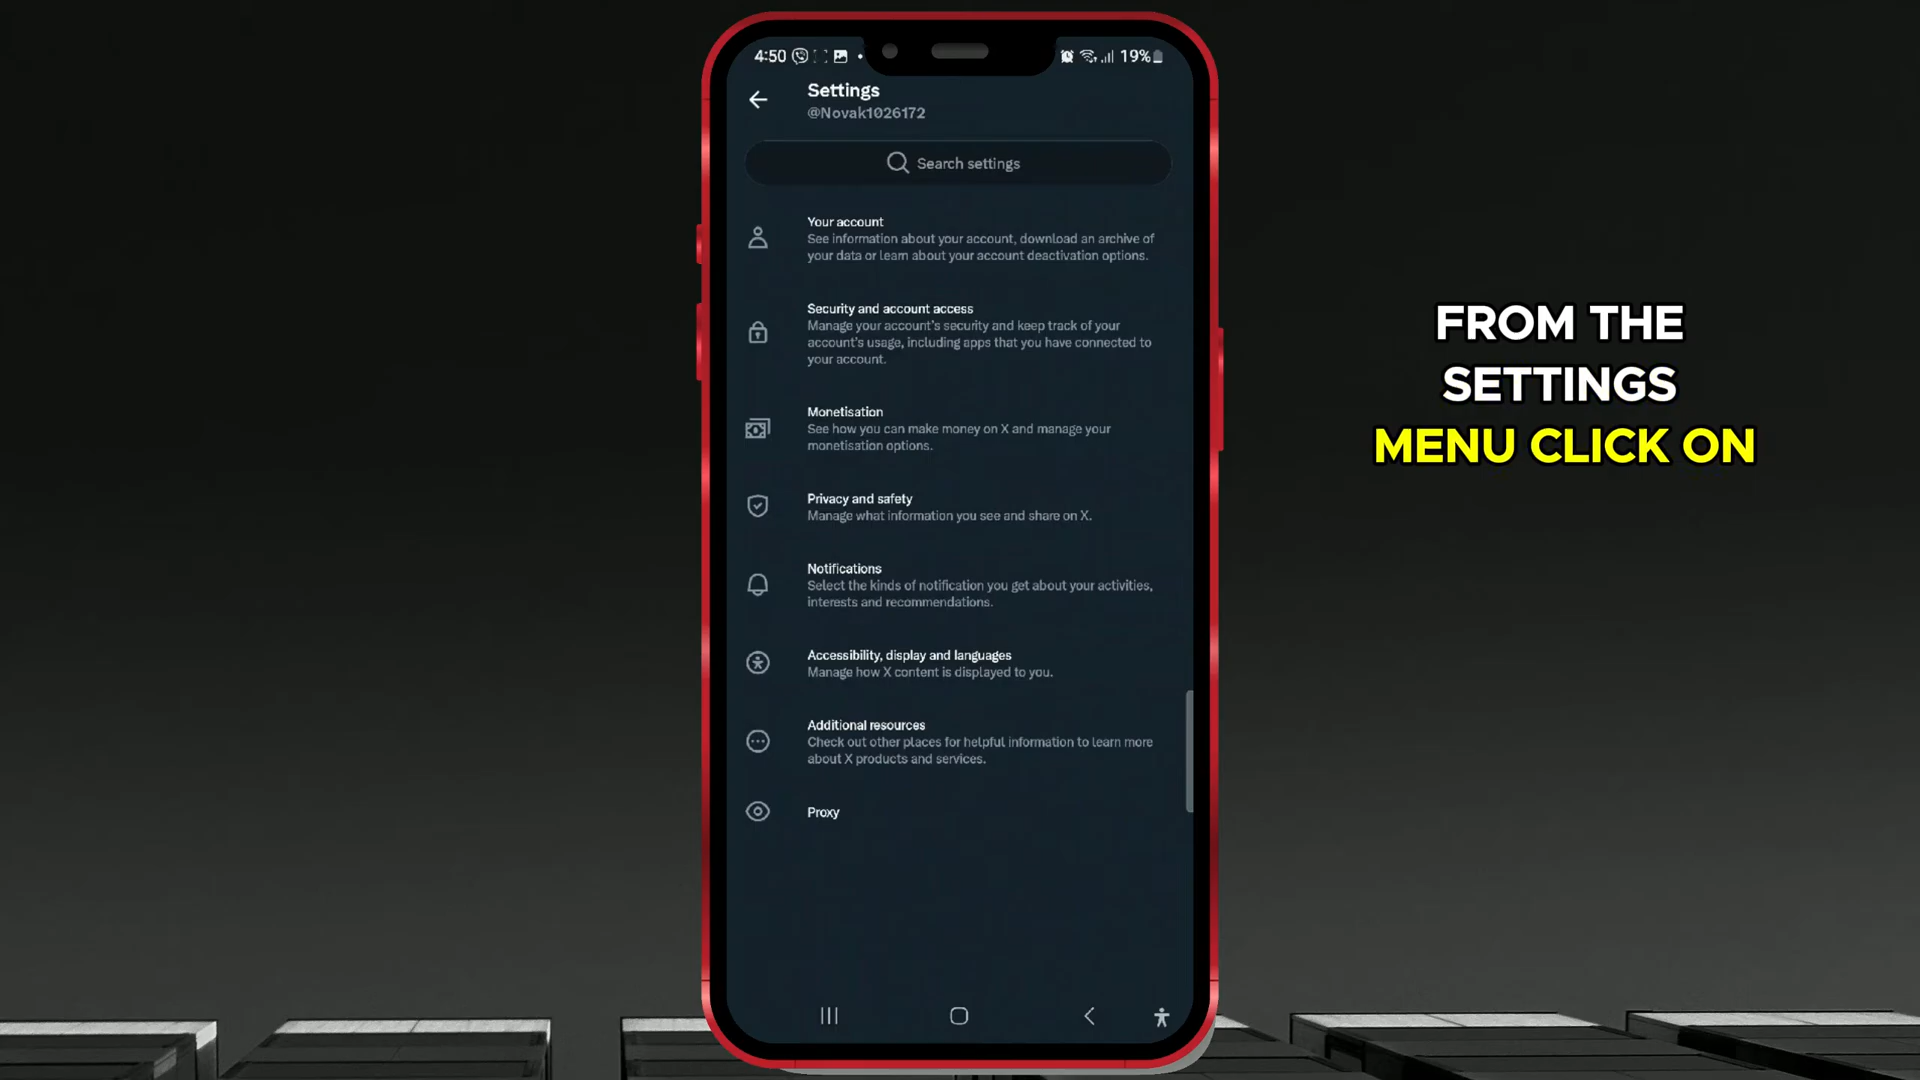 4:50
19%
Settings
@Novak1026172
Search settings
Your account
See information about your account, download an archive of
your data or learn about your account deactivation options.
Security and account access
Manage your account's security and keep track of your
account's usage, including apps that you have connected to
your account.
Monetisation
See how you can make money on X and manage your
monetisation options.
Privacy and safety
Manage what information you see and share on X.
Notifications
Select the kinds of notification you get about your activities,
interests and recommendations.
Accessibility, display and languages
Manage how X content is displayed to you.
Additional resources
Check out other places for helpful information to learn more
about X products and services.
Proxy
FROM THE
SETTINGS
MENU CLICK ON